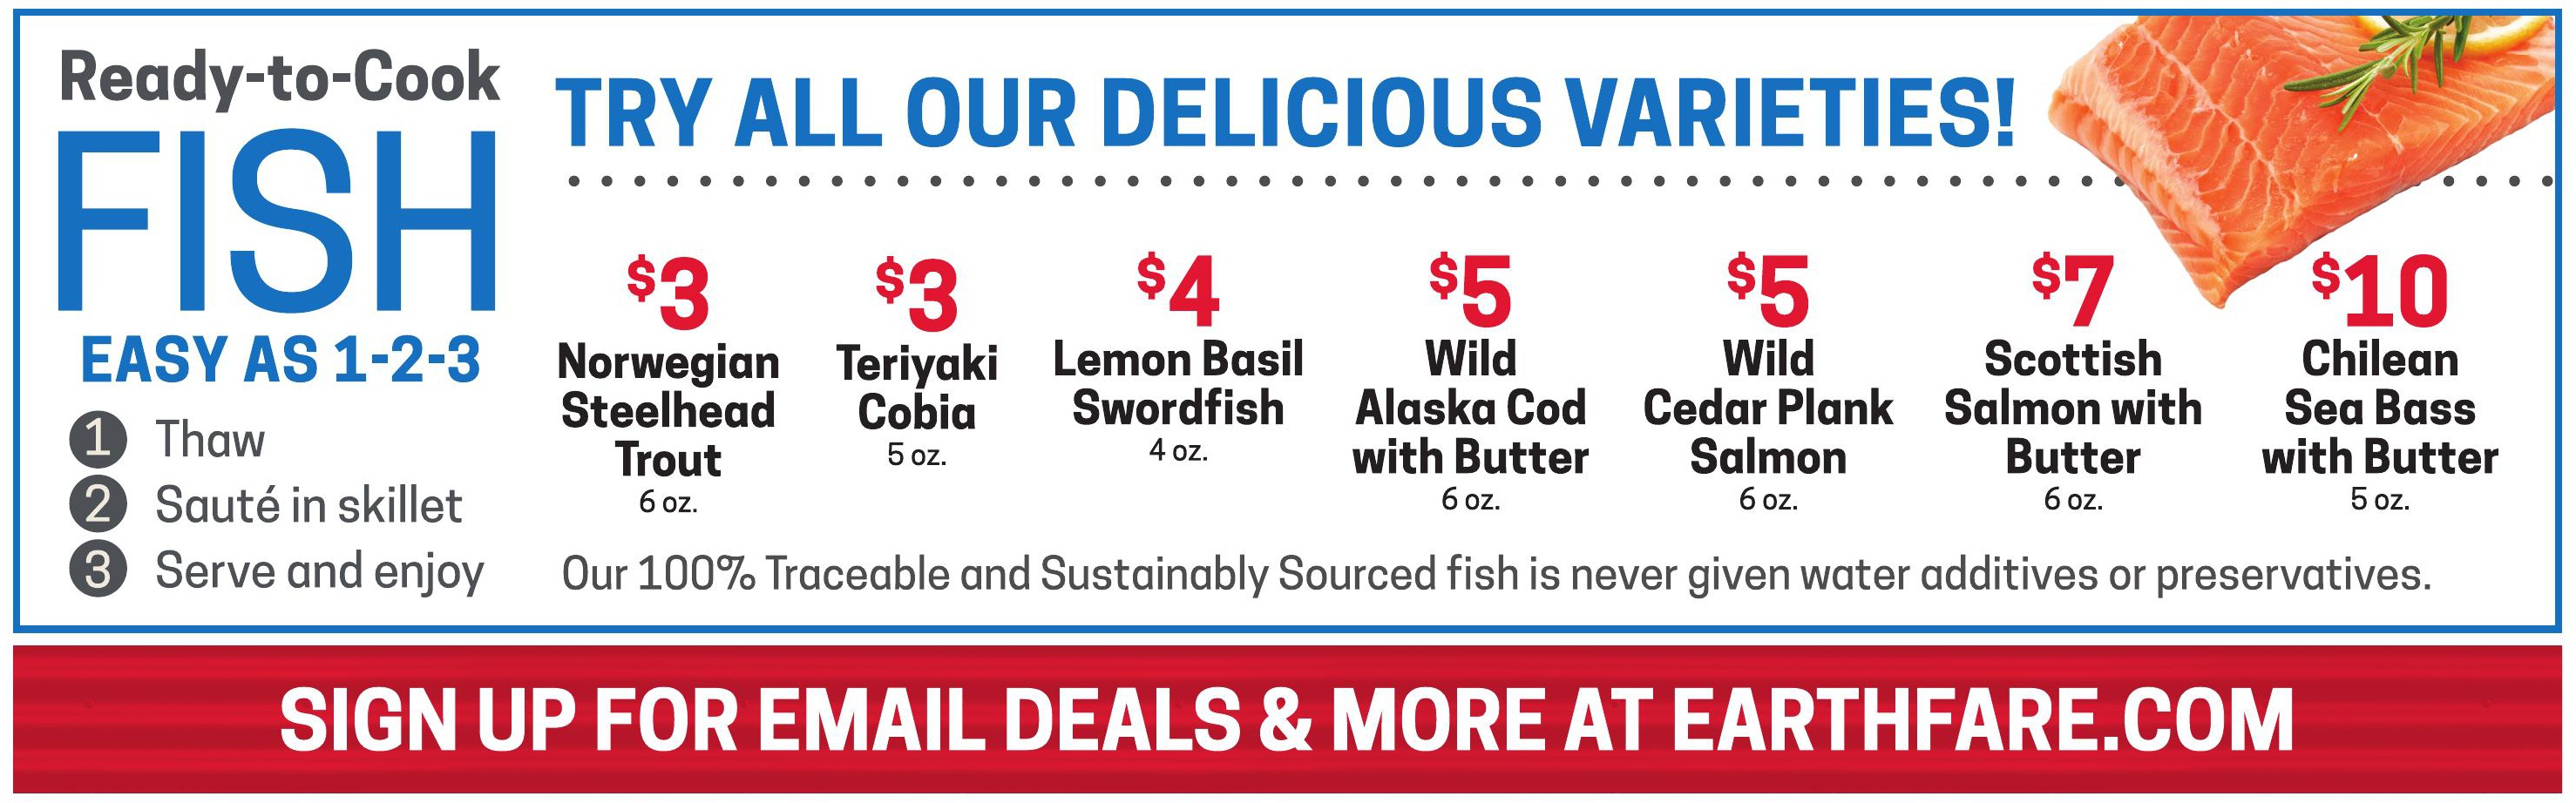 Ready-to-Cook
FISH
EASY AS 1-2-3
1 Thaw
2 Sauté in skillet
3 Serve and enjoy
TRY ALL OUR DELICIOUS VARIETIES!
$3
Norwegian
Steelhead
Trout
6 oz.
$3
Teriyaki
Cobia
5 oz.
$4
Lemon Basil
Swordfish
4 oz.
$5
Wild
Alaska Cod
with Butter
6 oz.
$5
Wild
Cedar Plank
Salmon
6 oz.
$7
Scottish
Salmon with
Butter
6 oz.
$10
Chilean
Sea Bass
with Butter
5 oz.
Our 100% Traceable and Sustainably Sourced fish is never given water additives or preservatives.
SIGN UP FOR EMAIL DEALS & MORE AT EARTHFARE.COM